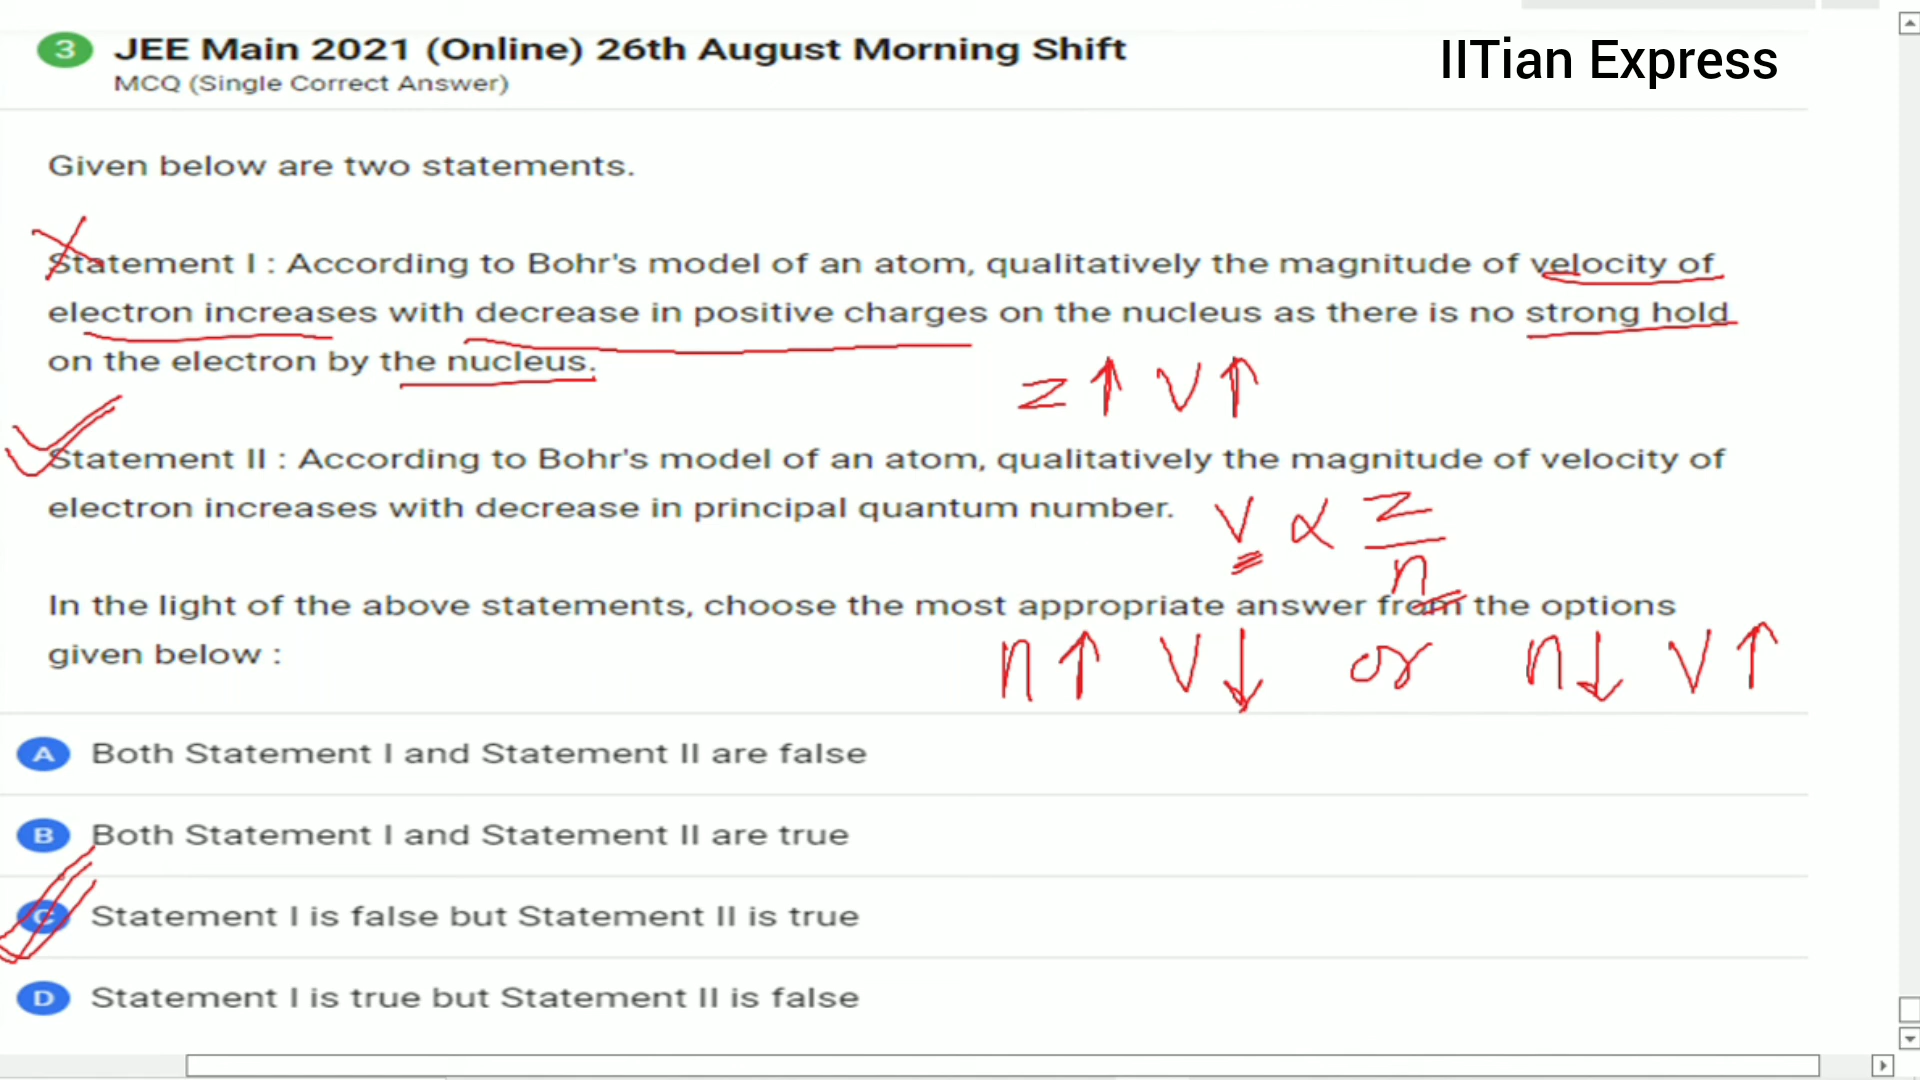 3 JEE Main 2021 (Online) 26th August Morning Shift
IITian Express
MCQ (Single Correct Answer)
Given below are two statements.
Statement I : According to Bohr's model of an atom, qualitatively the magnitude of velocity of
electron increases with decrease in positive charges on the nucleus as there is no strong hold
on the electron by the nucleus.
z ↑ v ↑
Statement II : According to Bohr's model of an atom, qualitatively the magnitude of velocity of
electron increases with decrease in principal quantum number.
v ∝ z/n
In the light of the above statements, choose the most appropriate answer from the options
given below :
n ↑ v ↓ or n ↓ v ↑
A Both Statement I and Statement II are false
B Both Statement I and Statement II are true
C Statement I is false but Statement II is true
D Statement I is true but Statement II is false